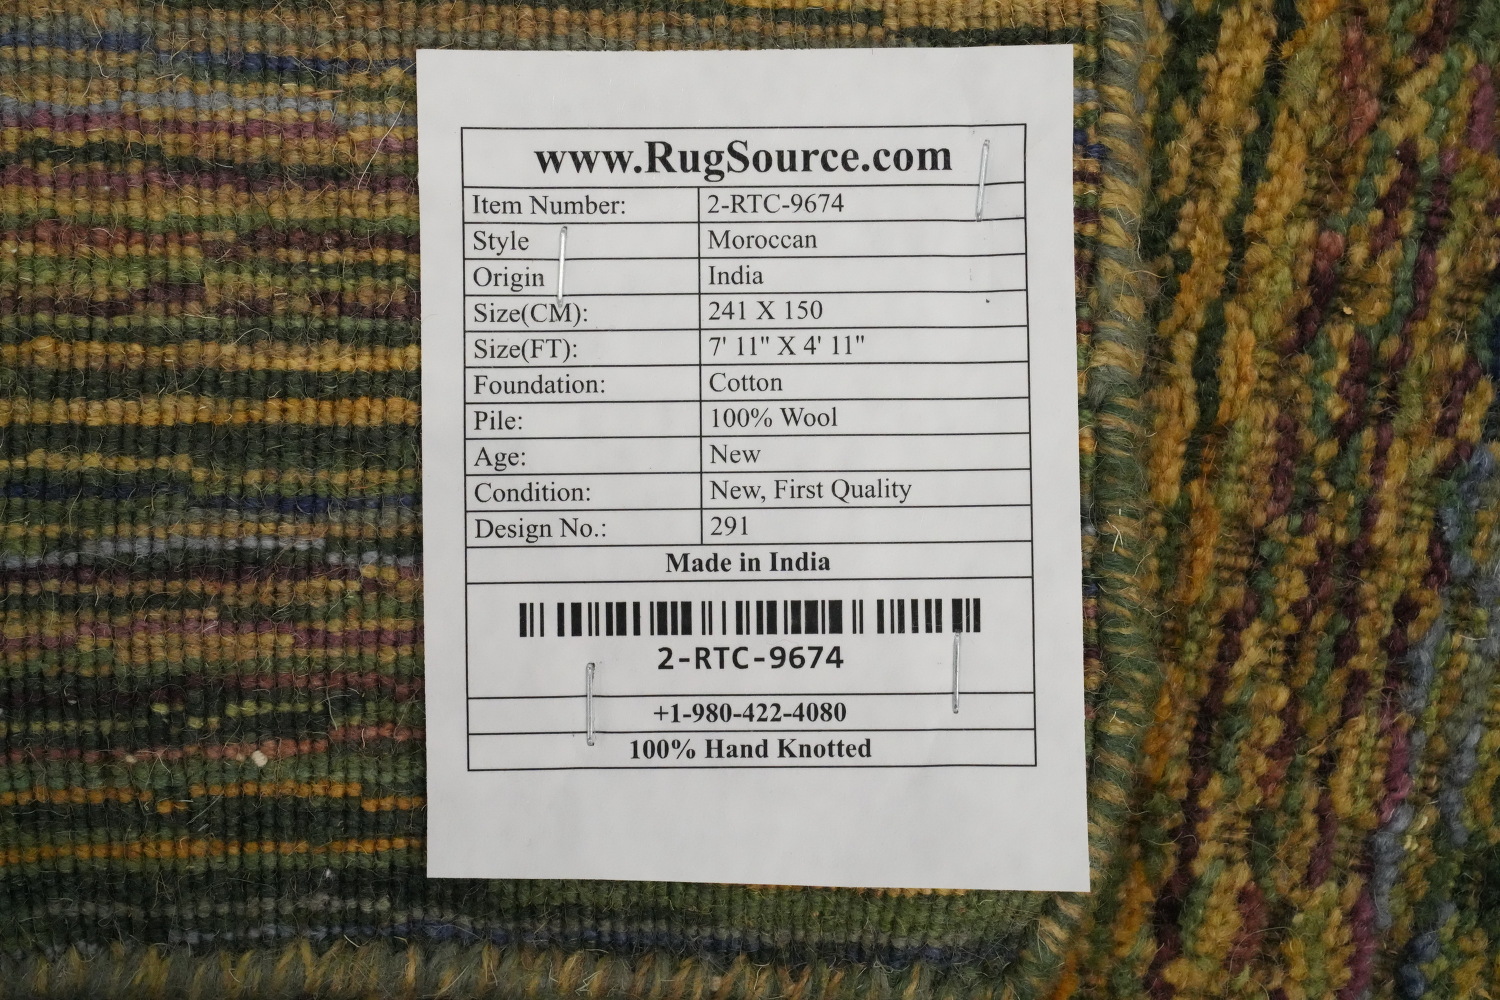 www.RugSource.com
Item Number: 2-RTC-9674
Style Moroccan
Origin India
Size(CM): 241 X 150
Size(FT): 7' 11" X 4' 11"
Foundation: Cotton
Pile: 100% Wool
Age: New
Condition: New, First Quality
Design No.: 291
Made in India
2-RTC-9674
+1-980-422-4080
100% Hand Knotted